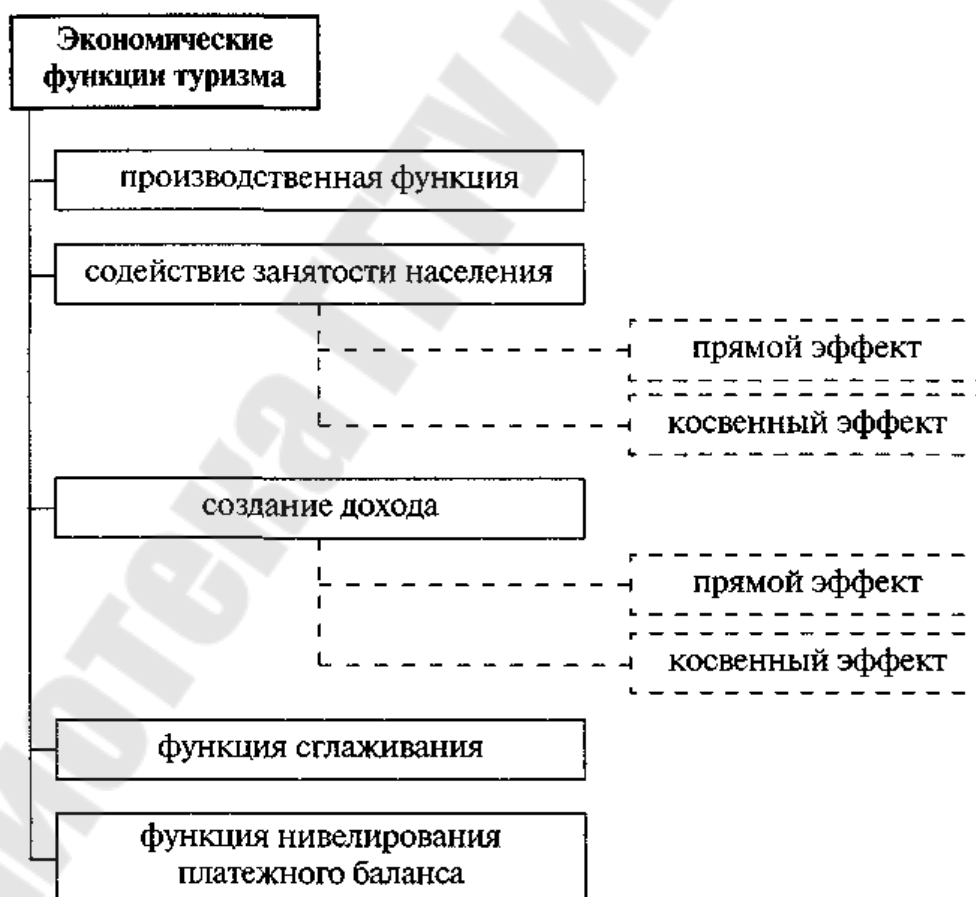 Экономические
функции туризма
производственная функция
содействие занятости населения
прямой эффект
косвенный эффект
создание дохода
прямой эффект
косвенный эффект
функция сглаживания
функция нивелирования
платежного баланса